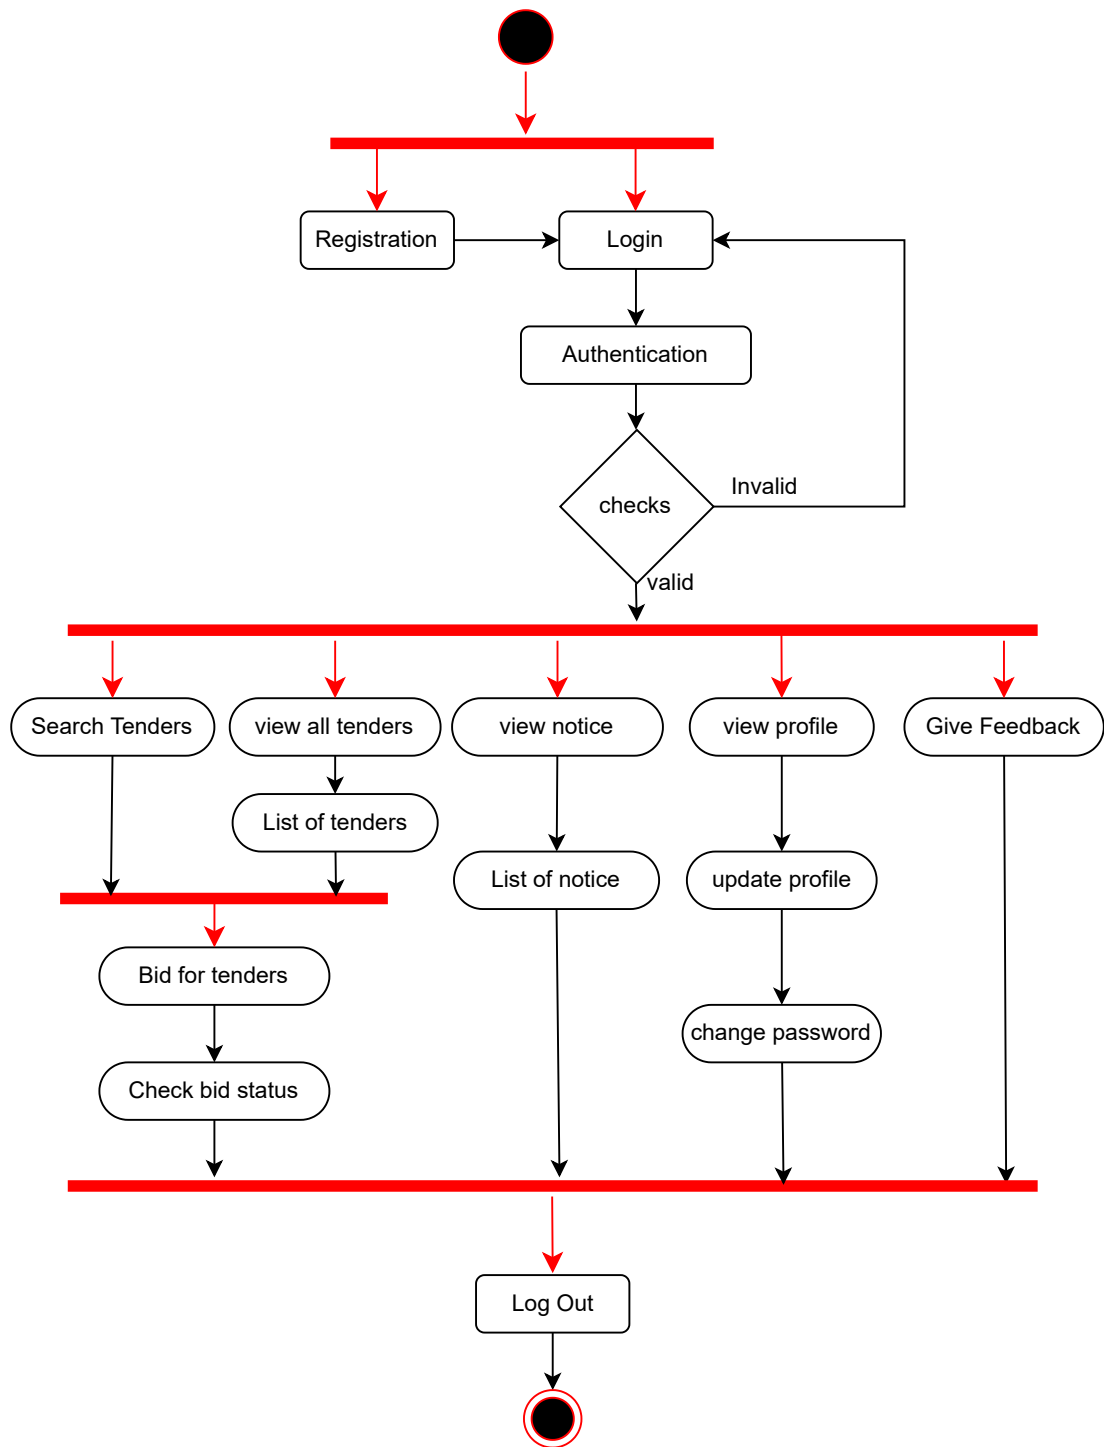 Registration
Login
Authentication
checks
Invalid
valid
Search Tenders
view all tenders
view notice
view profile
Give Feedback
List of tenders
List of notice
update profile
Bid for tenders
change password
Check bid status
Log Out